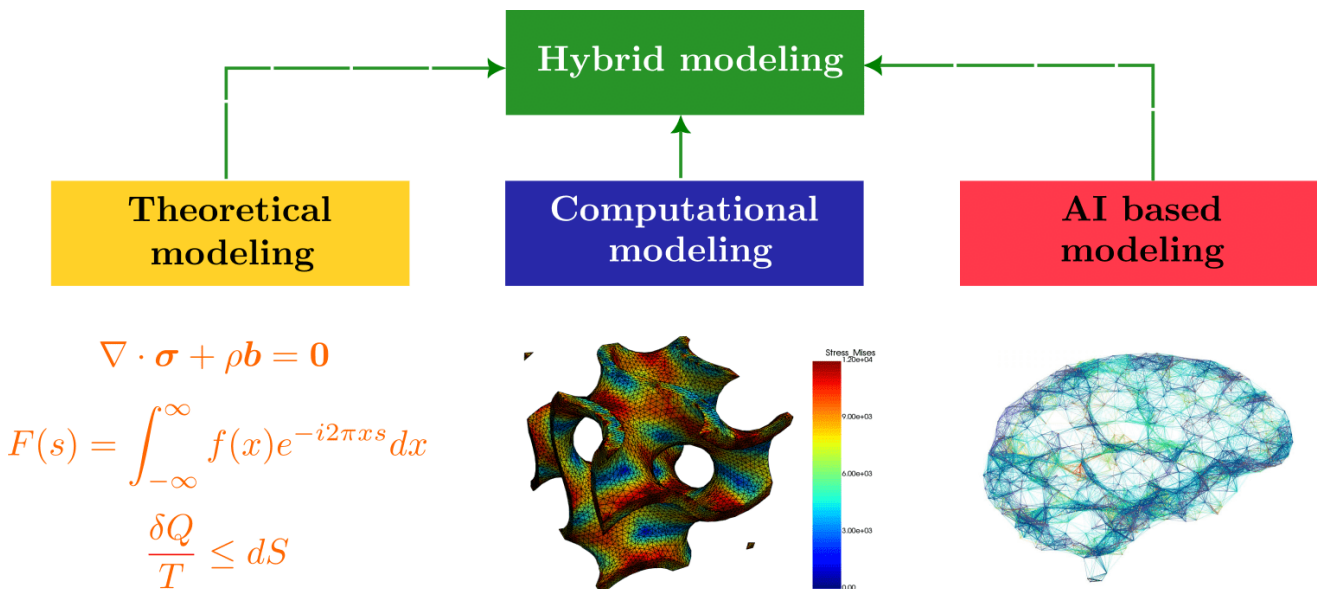 Hybrid modeling
Theoretical
modeling
Computational
modeling
AI based
modeling
∇ · σ + ρb = 0
F(s) = ∫_{-∞}^{∞} f(x)e^{-i2πxs}dx
δQ/T ≤ dS
Stress_Mises
1.20e+04
9.00e+03
6.00e+03
3.00e+03
0.00